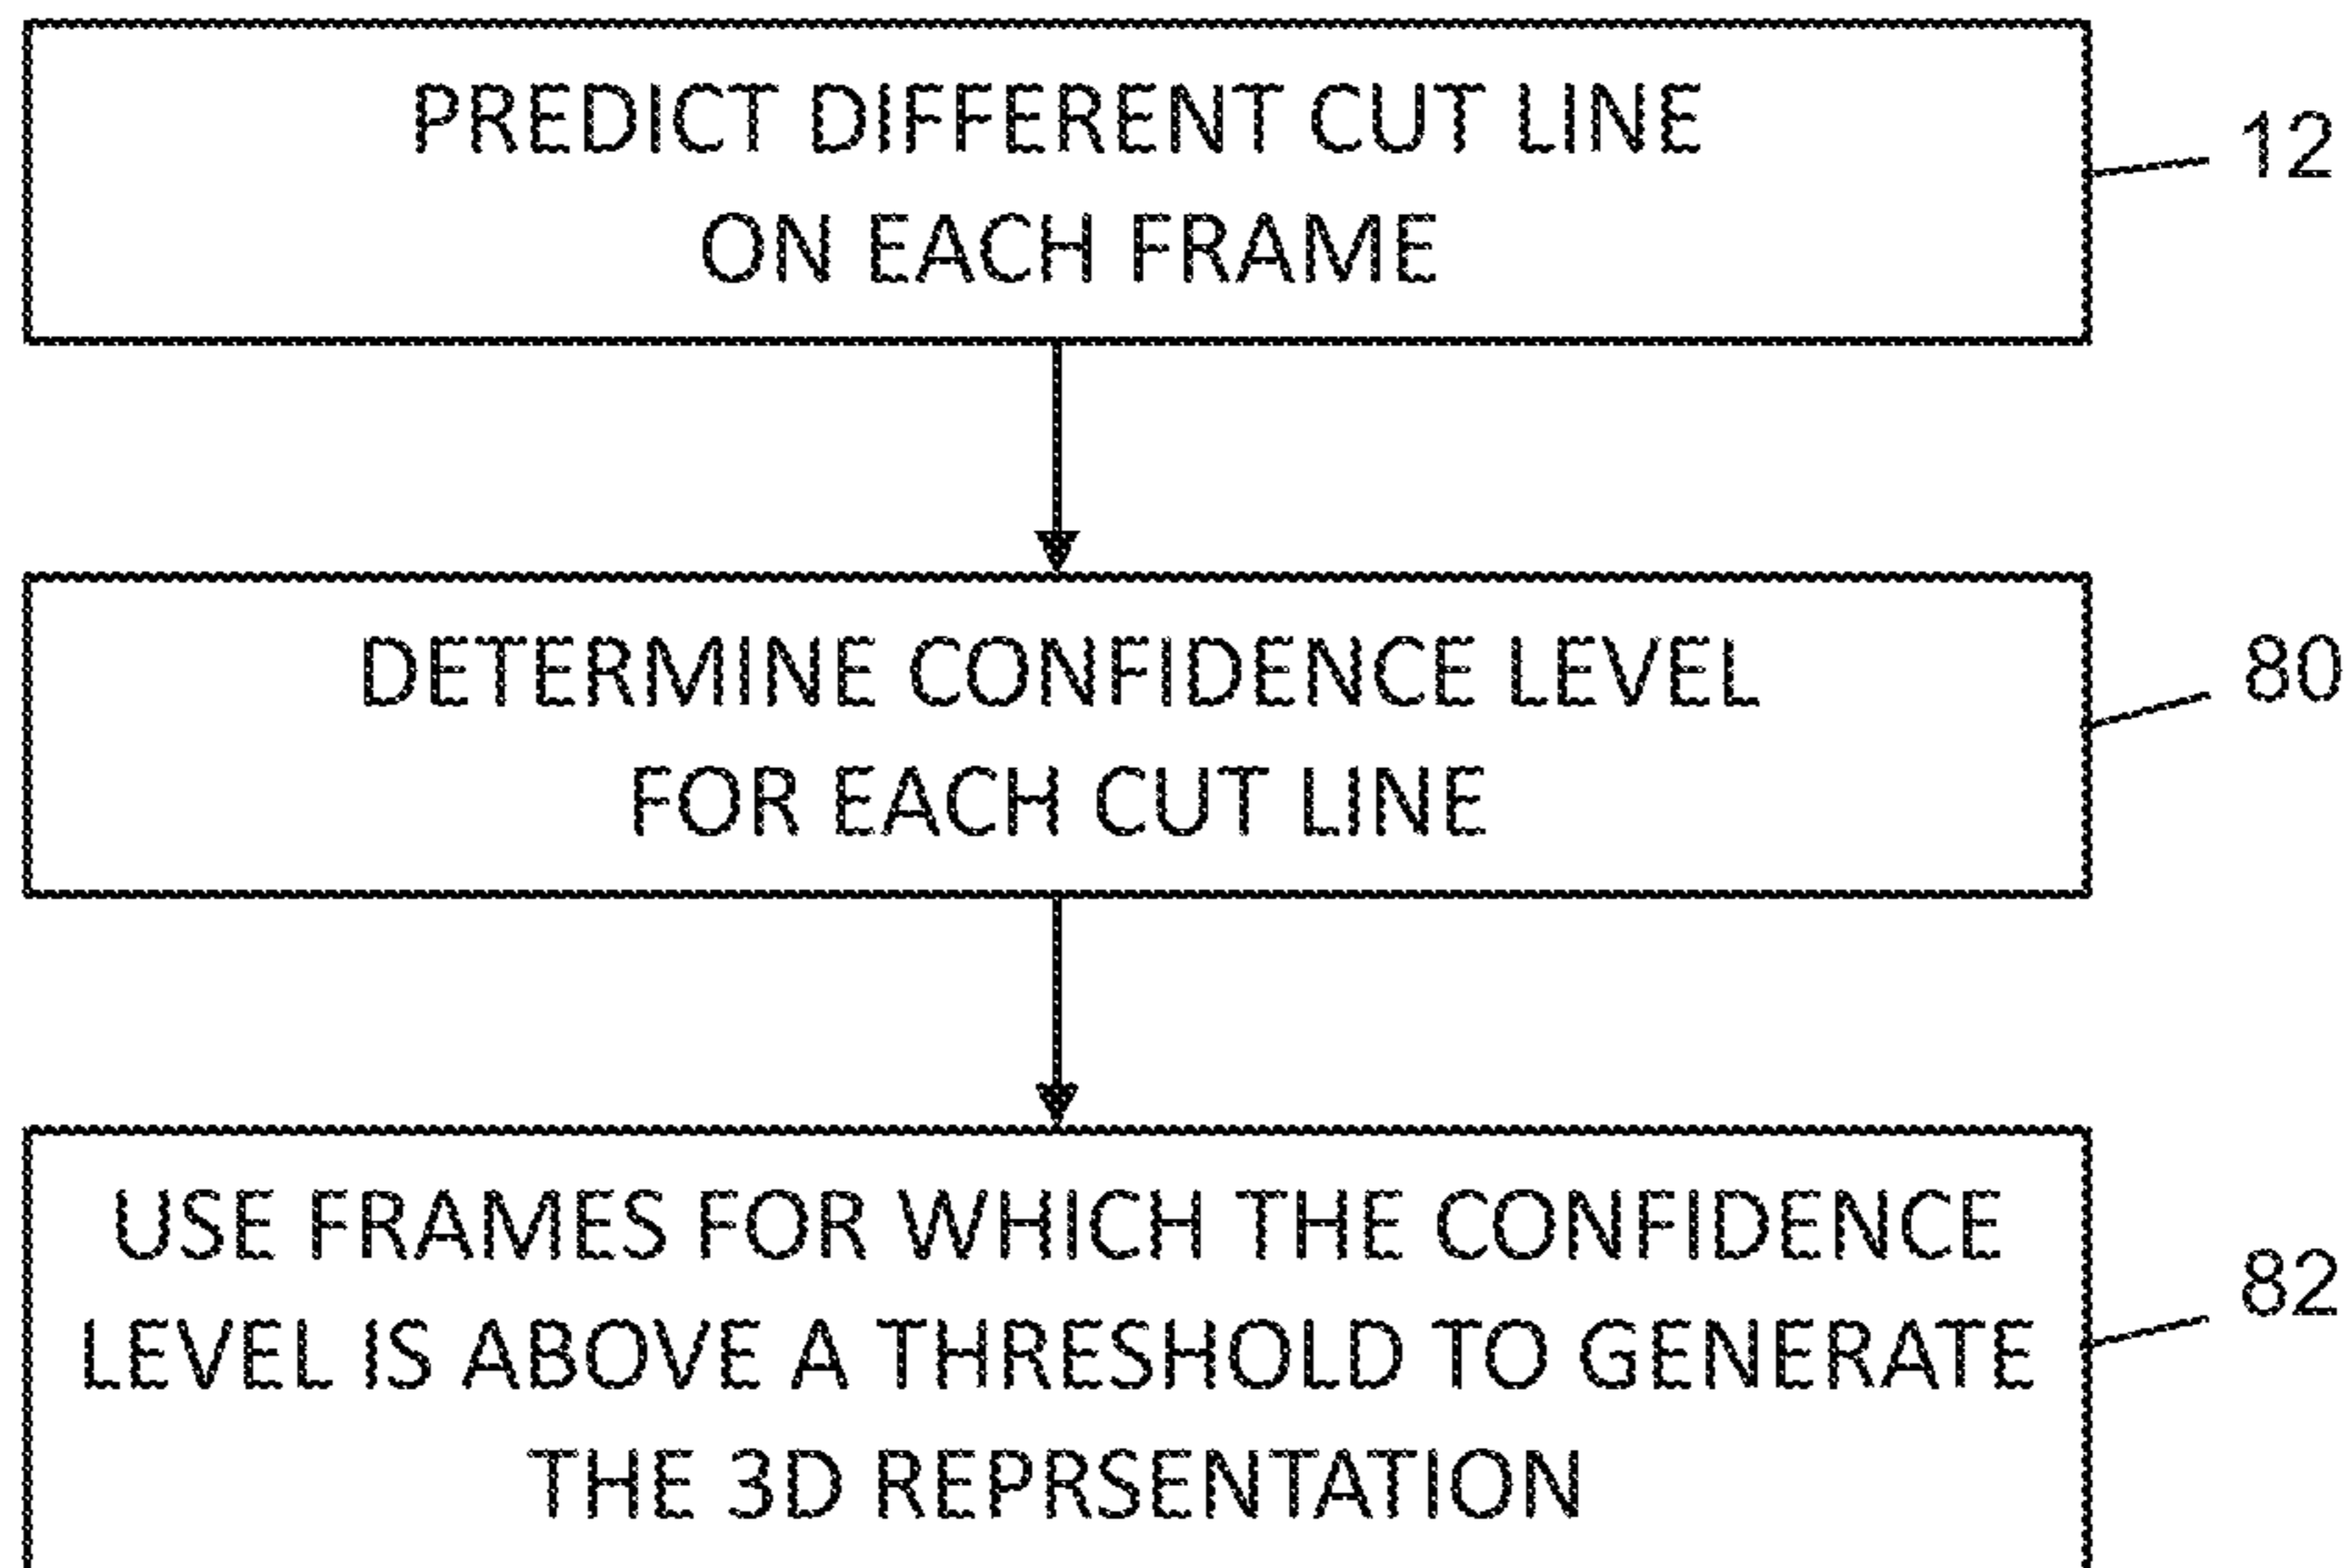 PREDICT DIFFERENT CUT LINE
ON EACH FRAME
12
DETERMINE CONFIDENCE LEVEL
FOR EACH CUT LINE
80
USE FRAMES FOR WHICH THE CONFIDENCE
LEVEL IS ABOVE A THRESHOLD TO GENERATE
THE 3D REPRSENTATION
82